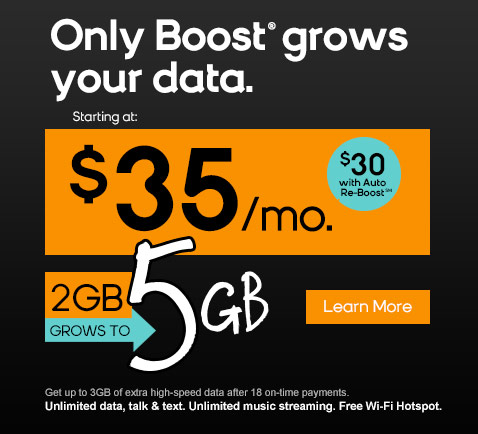 Only Boost® grows
your data.
Starting at:
$35/mo.
$30
with Auto
Re-Boost℠
2GB
GROWS TO
5GB
Learn More
Get up to 3GB of extra high-speed data after 18 on-time payments.
Unlimited data, talk & text. Unlimited music streaming. Free Wi-Fi Hotspot.